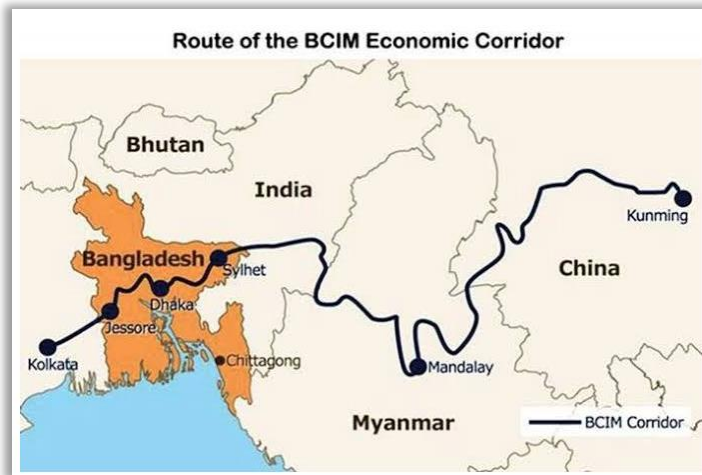 Route of the BCIM Economic Corridor
Bhutan
India
Kunming
Bangladesh
Sylhet
China
Dhaka
Jessore
Kolkata
Chittagong
Mandalay
Myanmar
BCIM Corridor